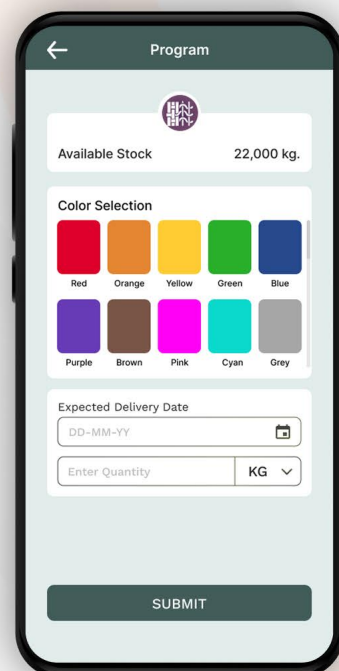 Program
Available Stock 22,000 kg.
Color Selection
Red Orange Yellow Green Blue
Purple Brown Pink Cyan Grey
Expected Delivery Date
DD-MM-YY
Enter Quantity KG
SUBMIT